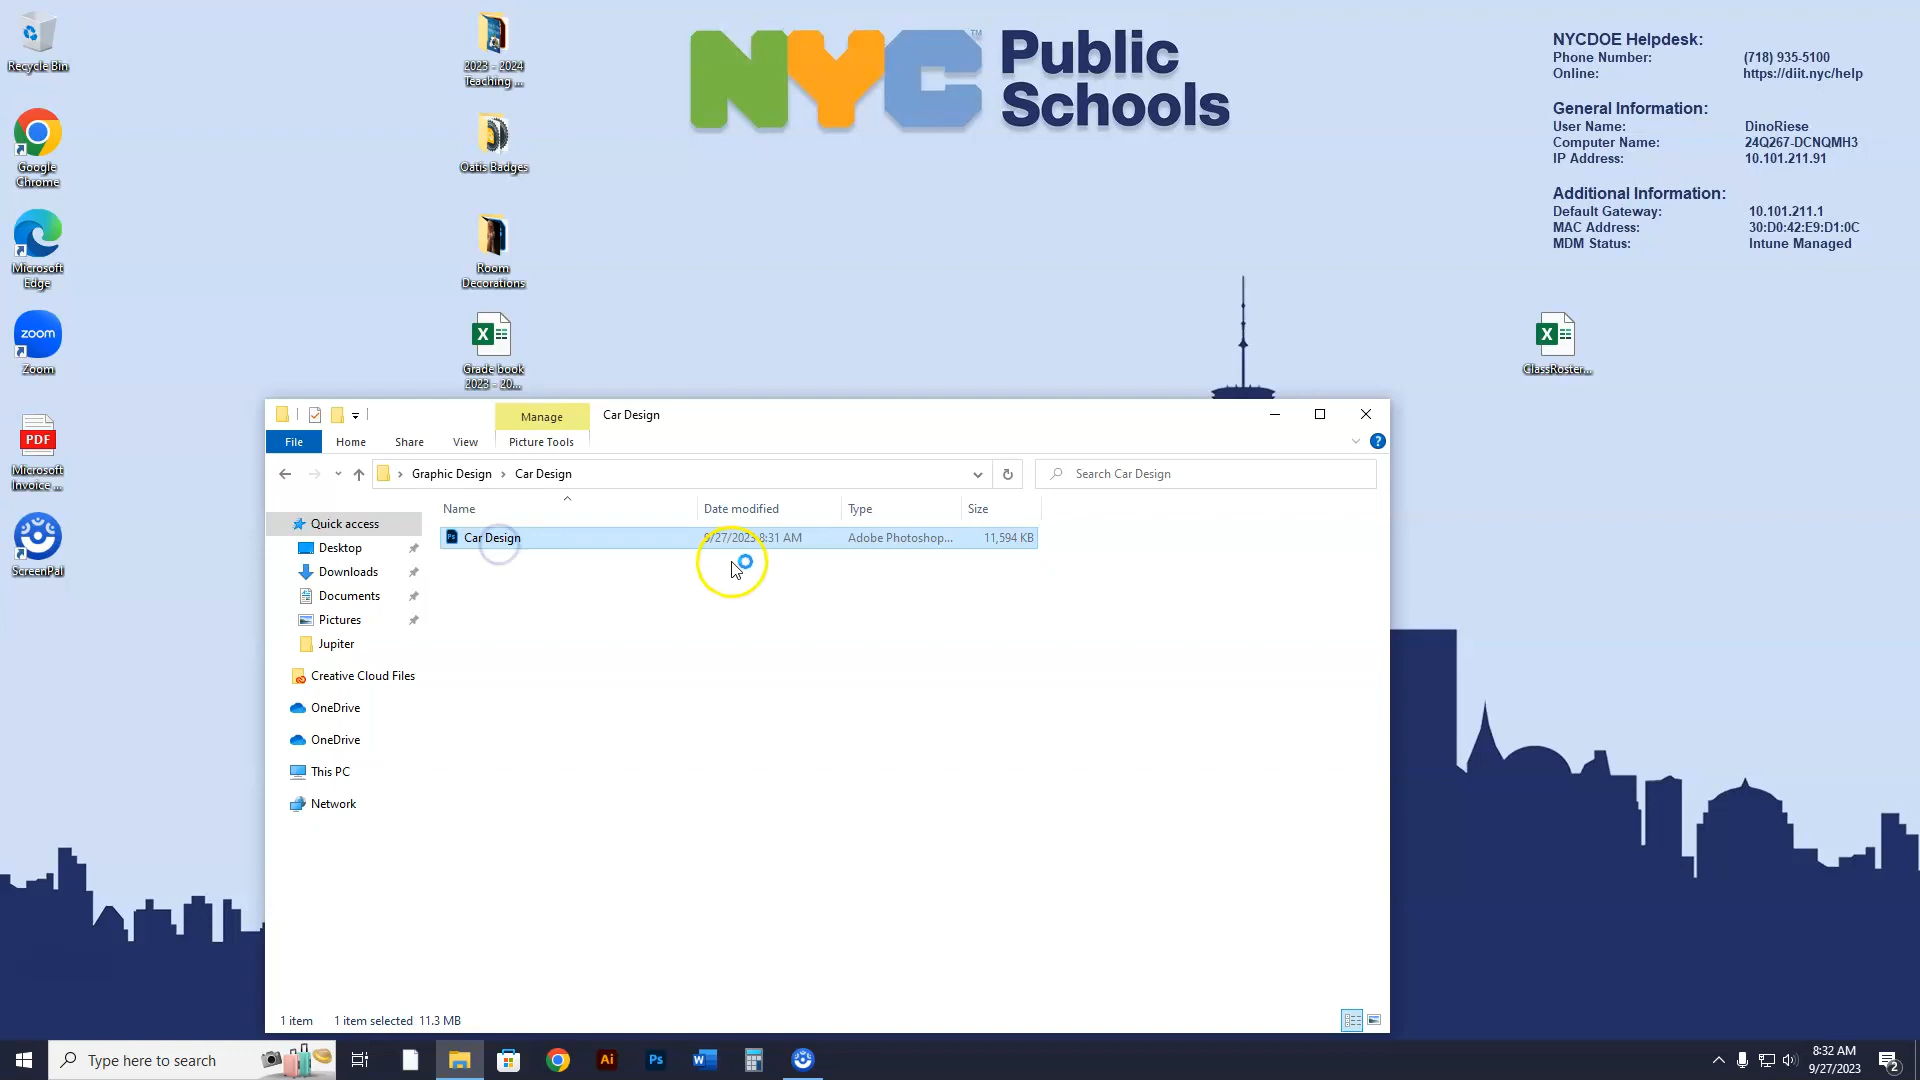 Recycle Bin
Google
Chrome
Microsoft
Edge
zoom
Zoom
PDF
Microsoft
Invoice ...
ScreenPal
2023 - 2024
Teaching ...
Oatis Badges
Room
Decorations
Grade book
2023 - 20...
NYC™ Public
Schools
NYCDOE Helpdesk:
Phone Number: (718) 935-5100
Online: https://diit.nyc/help
General Information:
User Name: DinoRiese
Computer Name: 24Q267-DCNQMH3
IP Address: 10.101.211.91
Additional Information:
Default Gateway: 10.101.211.1
MAC Address: 30:D0:42:E9:D1:0C
MDM Status: Intune Managed
ClassRoster...
Manage Car Design
File Home Share View Picture Tools
Graphic Design Car Design Search Car Design
Name Date modified Type Size
Car Design 9/27/2023 8:31 AM Adobe Photoshop... 11,594 KB
Quick access
Desktop
Downloads
Documents
Pictures
Jupiter
Creative Cloud Files
OneDrive
OneDrive
This PC
Network
1 item 1 item selected 11.3 MB
Type here to search
Ai
Ps
W
8:32 AM
9/27/2023
2